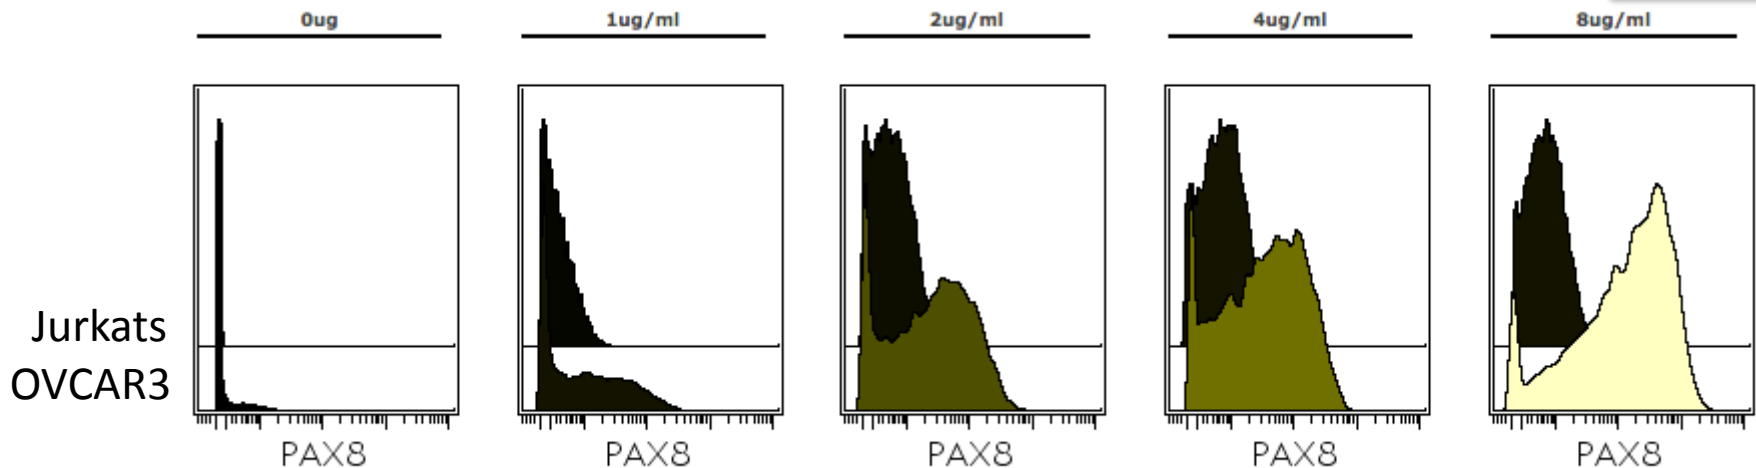 0ug
1ug/ml
2ug/ml
4ug/ml
8ug/ml
Jurkats
OVCAR3
PAX8
PAX8
PAX8
PAX8
PAX8